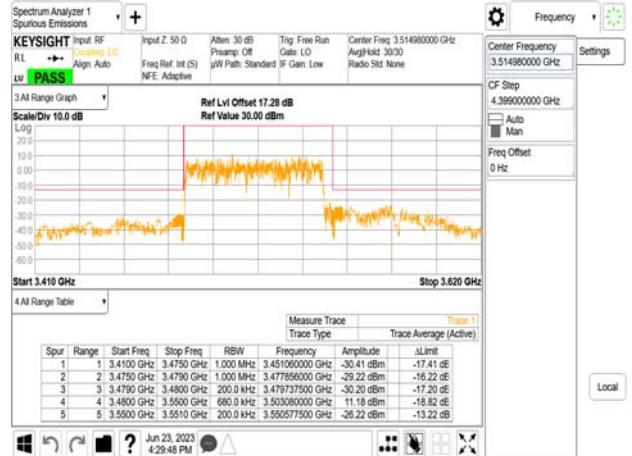 Spectrum Analyzer 1
Spurious Emissions
Frequency
KEYSIGHT
RL
PASS
Input: RF
Coupling: DC
Align: Auto
Input Z: 50 Ω
Freq Ref: Int (S)
NFE: Adaptive
Atten: 30 dB
Preamp: Off
µW Path: Standard
Trig: Free Run
Gate: LO
IF Gain: Low
Center Freq: 3.514980000 GHz
Avg|Hold: 30/30
Radio Std: None
Center Frequency
3.514980000 GHz
Settings
CF Step
4.399000000 GHz
Auto
Man
Freq Offset
0 Hz
Local
3 All Range Graph
Scale/Div 10.0 dB
Ref Lvl Offset 17.28 dB
Ref Value 30.00 dBm
Log
20.0
10.0
0.00
-10.0
-20.0
-30.0
-40.0
-50.0
-60.0
Start 3.410 GHz
Stop 3.620 GHz
4 All Range Table
Measure Trace Trace 1
Trace Type Trace Average (Active)
Spur Range Start Freq Stop Freq RBW Frequency Amplitude ΔLimit
1 1 3.4100 GHz 3.4750 GHz 1.000 MHz 3.451060000 GHz -30.41 dBm -17.41 dB
2 2 3.4750 GHz 3.4790 GHz 1.000 MHz 3.477856000 GHz -29.22 dBm -16.22 dB
3 3 3.4790 GHz 3.4800 GHz 200.0 kHz 3.479737500 GHz -30.20 dBm -17.20 dB
4 4 3.4800 GHz 3.5500 GHz 680.0 kHz 3.503080000 GHz 11.18 dBm -18.82 dB
5 5 3.5500 GHz 3.5510 GHz 200.0 kHz 3.550577500 GHz -26.22 dBm -13.22 dB
Jun 23, 2023
4:29:48 PM